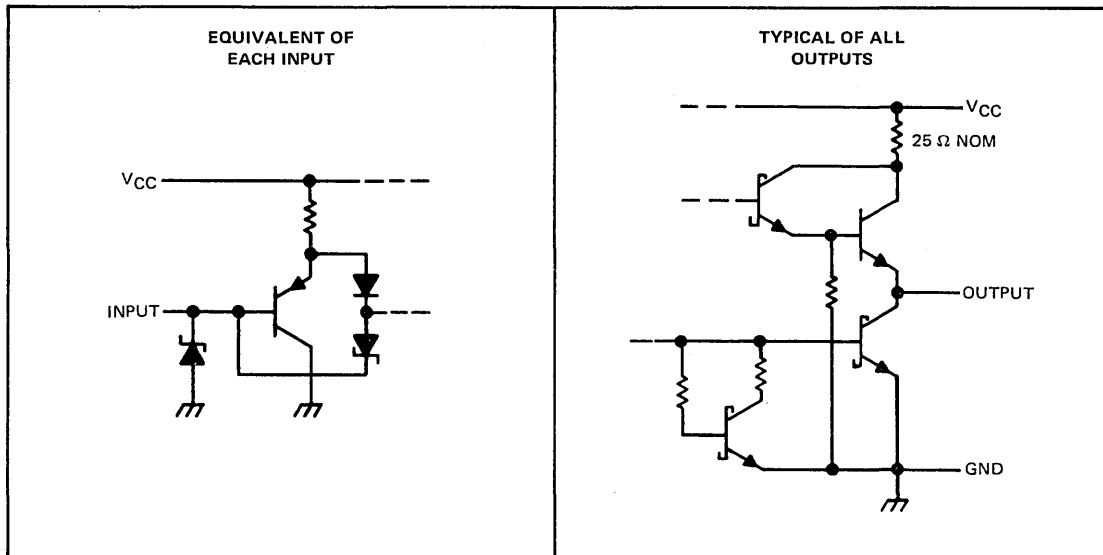 EQUIVALENT OF
EACH INPUT
VCC
INPUT
TYPICAL OF ALL
OUTPUTS
VCC
25 Ω NOM
OUTPUT
GND